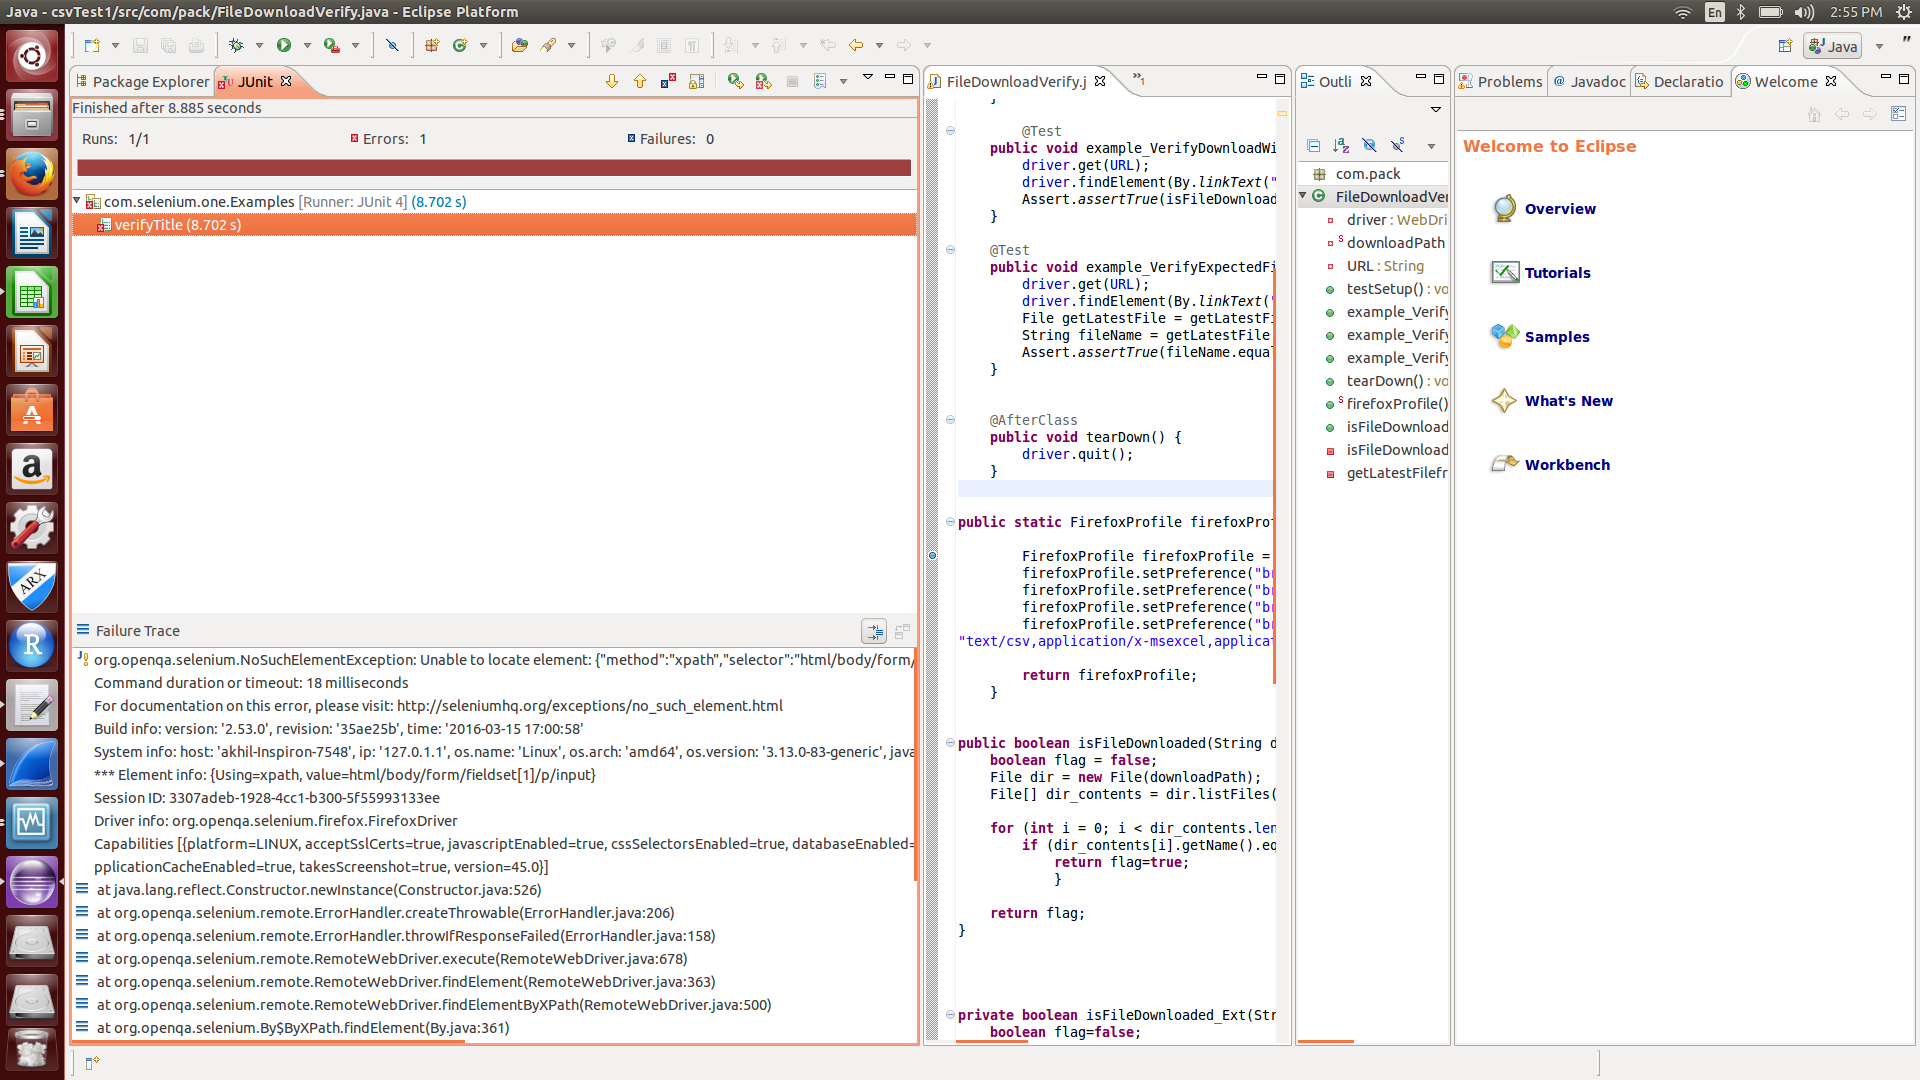 Java - csvTest1/src/com/pack/FileDownloadVerify.java - Eclipse Platform
En
2:55 PM
Java
Package Explorer
JUnit
Finished after 8.885 seconds
Runs: 1/1
Errors: 1
Failures: 0
com.selenium.one.Examples [Runner: JUnit 4] (8.702 s)
verifyTitle (8.702 s)
Failure Trace
org.openqa.selenium.NoSuchElementException: Unable to locate element: {"method":"xpath","selector":"html/body/form/
Command duration or timeout: 18 milliseconds
For documentation on this error, please visit: http://seleniumhq.org/exceptions/no_such_element.html
Build info: version: '2.53.0', revision: '35ae25b', time: '2016-03-15 17:00:58'
System info: host: 'akhil-Inspiron-7548', ip: '127.0.1.1', os.name: 'Linux', os.arch: 'amd64', os.version: '3.13.0-83-generic', java
*** Element info: {Using=xpath, value=html/body/form/fieldset[1]/p/input}
Session ID: 3307adeb-1928-4cc1-b300-5f55993133ee
Driver info: org.openqa.selenium.firefox.FirefoxDriver
Capabilities [{platform=LINUX, acceptSslCerts=true, javascriptEnabled=true, cssSelectorsEnabled=true, databaseEnabled=
pplicationCacheEnabled=true, takesScreenshot=true, version=45.0}]
at java.lang.reflect.Constructor.newInstance(Constructor.java:526)
at org.openqa.selenium.remote.ErrorHandler.createThrowable(ErrorHandler.java:206)
at org.openqa.selenium.remote.ErrorHandler.throwIfResponseFailed(ErrorHandler.java:158)
at org.openqa.selenium.remote.RemoteWebDriver.execute(RemoteWebDriver.java:678)
at org.openqa.selenium.remote.RemoteWebDriver.findElement(RemoteWebDriver.java:363)
at org.openqa.selenium.remote.RemoteWebDriver.findElementByXPath(RemoteWebDriver.java:500)
at org.openqa.selenium.By$ByXPath.findElement(By.java:361)
FileDownloadVerify.j
»1
}
@Test
public void example_VerifyDownloadWi
driver.get(URL);
driver.findElement(By.linkText("
Assert.assertTrue(isFileDownload
}
@Test
public void example_VerifyExpectedFi
driver.get(URL);
driver.findElement(By.linkText("
File getLatestFile = getLatestFi
String fileName = getLatestFile
Assert.assertTrue(fileName.equal
}
@AfterClass
public void tearDown() {
driver.quit();
}
public static FirefoxProfile firefoxProf
FirefoxProfile firefoxProfile =
firefoxProfile.setPreference("br
firefoxProfile.setPreference("br
firefoxProfile.setPreference("br
firefoxProfile.setPreference("br
"text/csv,application/x-msexcel,applicat
return firefoxProfile;
}
public boolean isFileDownloaded(String d
boolean flag = false;
File dir = new File(downloadPath);
File[] dir_contents = dir.listFiles(
for (int i = 0; i < dir_contents.len
if (dir_contents[i].getName().eq
return flag=true;
}
return flag;
}
private boolean isFileDownloaded_Ext(Str
boolean flag=false;
Outli
com.pack
FileDownloadVer
driver : WebDri
downloadPath
URL : String
testSetup() : vo
example_Verify
example_Verify
example_Verify
tearDown() : vo
firefoxProfile()
isFileDownload
isFileDownload
getLatestFilefr
Problems
Javadoc
Declaratio
Welcome
Welcome to Eclipse
Overview
Tutorials
Samples
What's New
Workbench
ARX
R